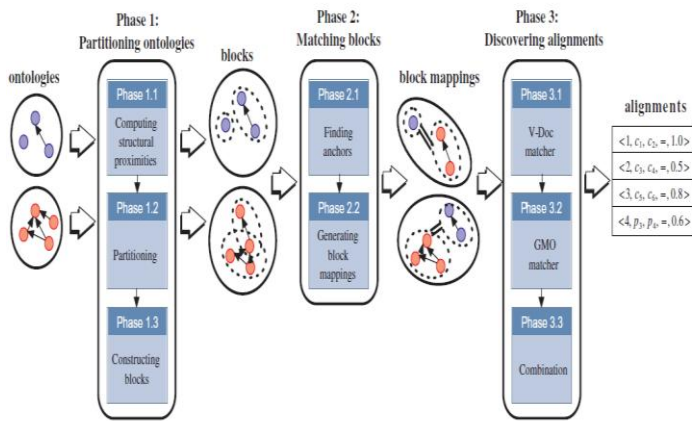 Phase 1:
Partitioning ontologies
Phase 2:
Matching blocks
Phase 3:
Discovering alignments
ontologies
blocks
block mappings
alignments
Phase 1.1
Computing
structural
proximities
Phase 1.2
Partitioning
Phase 1.3
Constructing
blocks
Phase 2.1
Finding
anchors
Phase 2.2
Generating
block
mappings
Phase 3.1
V-Doc
matcher
Phase 3.2
GMO
matcher
Phase 3.3
Combination
<1, c₁, c₂, =, 1.0>
<2, c₃, c₄, =, 0.5>
<3, c₅, c₆, =, 0.8>
<4, p₃, p₄, =, 0.6>